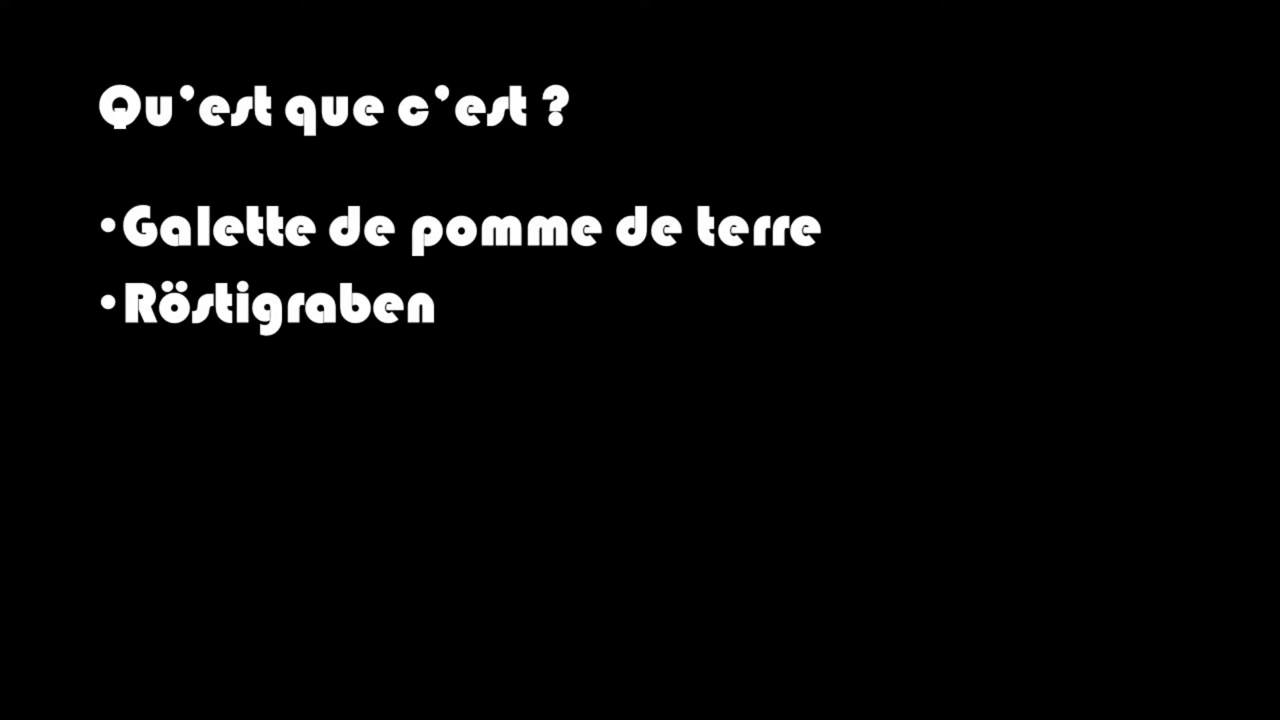 Qu’est que c’est ?
•Galette de pomme de terre
•Röstigraben